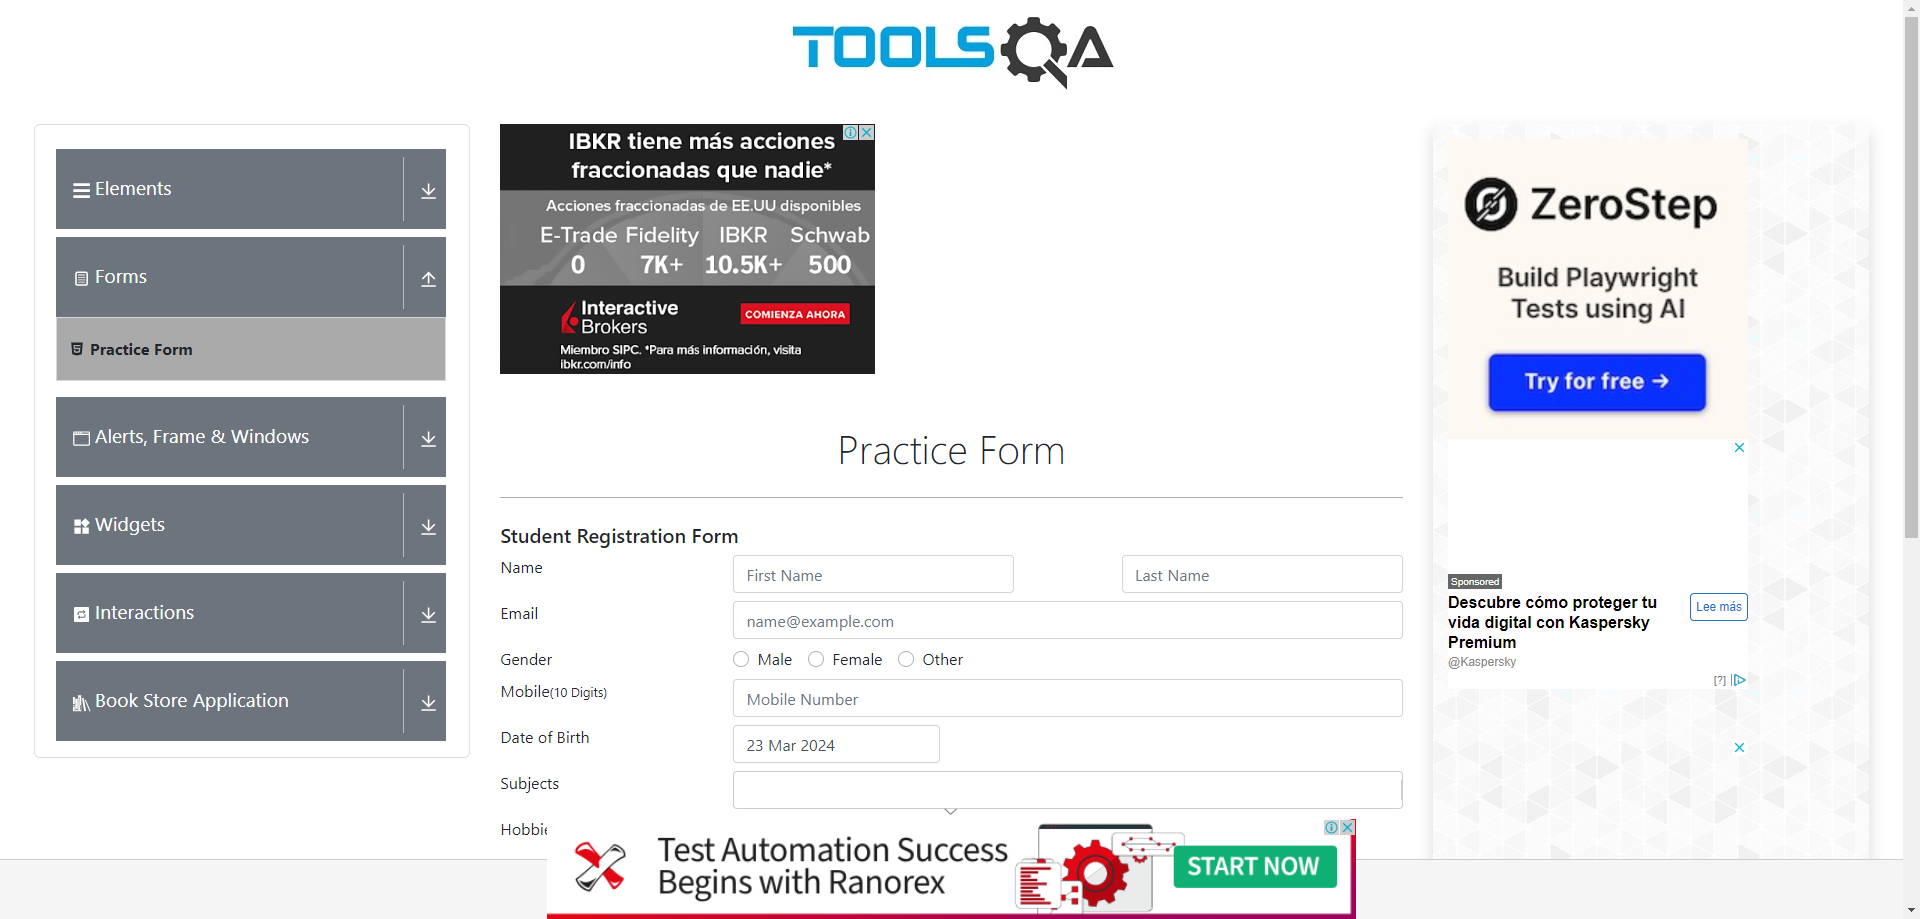 TOOLSQA
Elements
Forms
Practice Form
Alerts, Frame & Windows
Widgets
Interactions
Book Store Application
IBKR tiene más acciones
fraccionadas que nadie*
Acciones fraccionadas de EE.UU disponibles
E-Trade Fidelity IBKR Schwab
0 7K+ 10.5K+ 500
Interactive
Brokers
COMIENZA AHORA
Miembro SIPC. *Para más información, visita
ibkr.com/info
Practice Form
Student Registration Form
Name First Name Last Name
Email name@example.com
Gender Male Female Other
Mobile(10 Digits) Mobile Number
Date of Birth 23 Mar 2024
Subjects
Hobbie
ZeroStep
Build Playwright
Tests using AI
Try for free →
Sponsored
Descubre cómo proteger tu
vida digital con Kaspersky
Premium
Lee más
@Kaspersky
[?]
Test Automation Success
Begins with Ranorex
START NOW